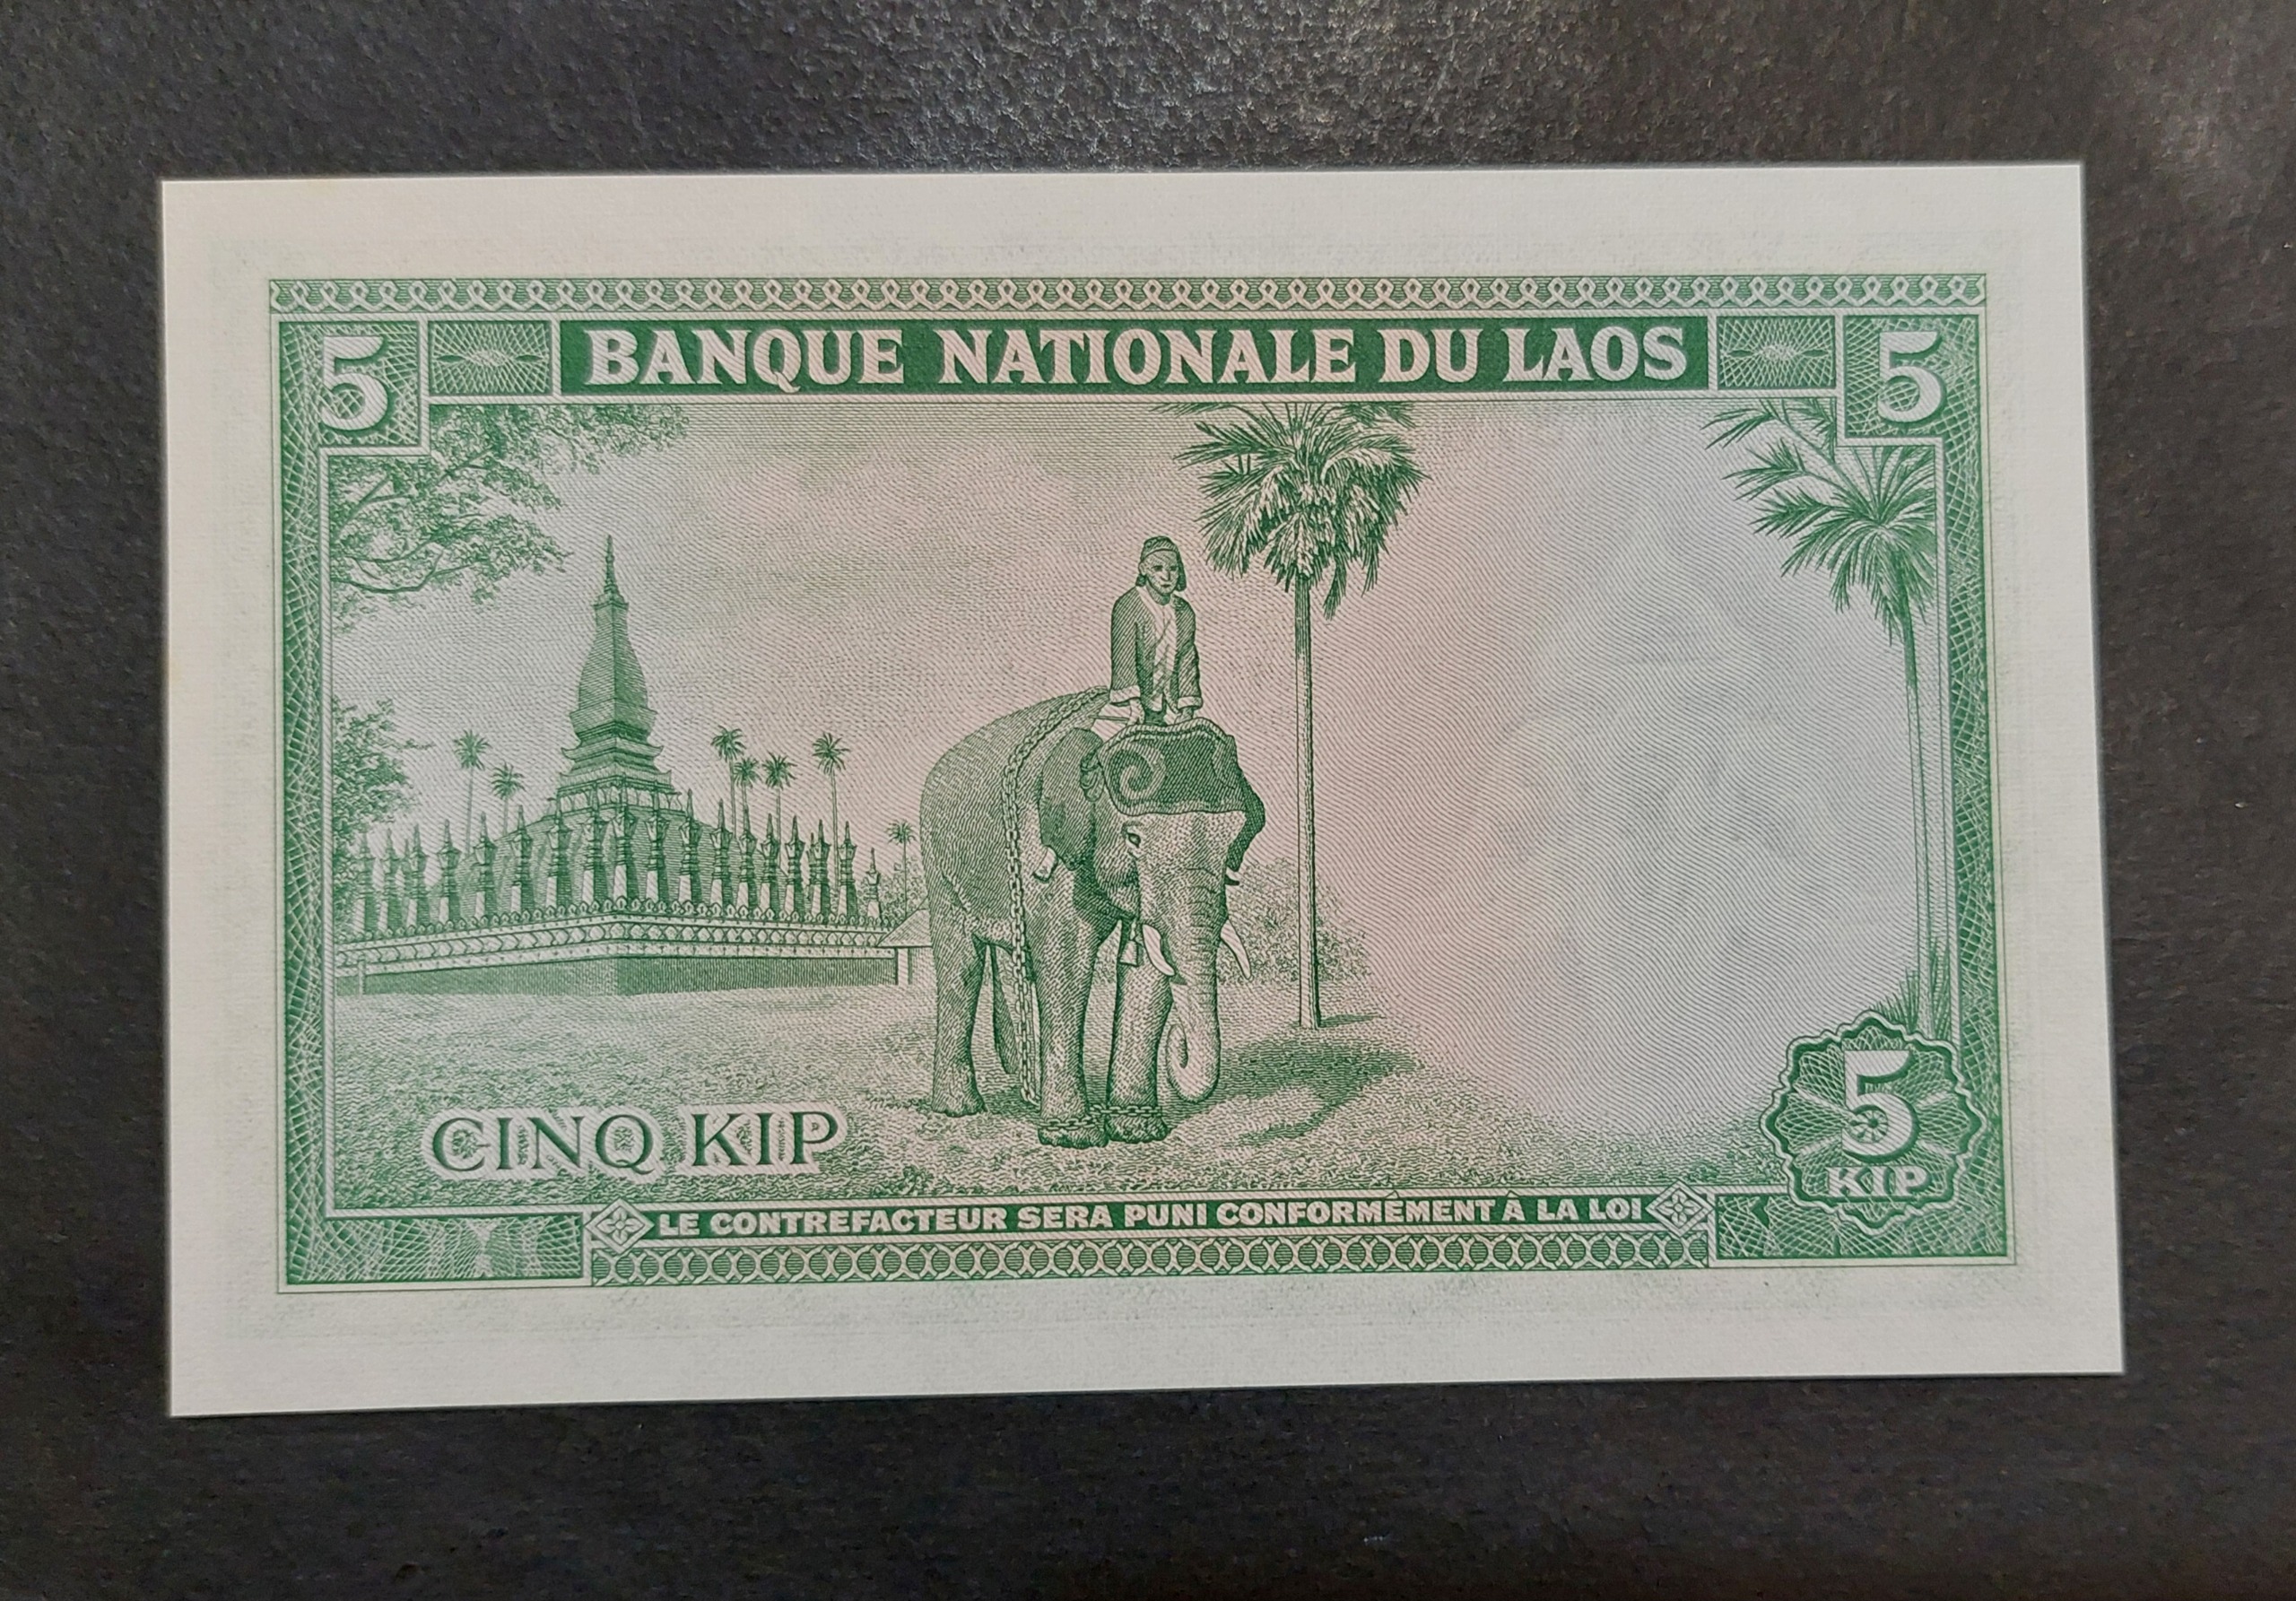 5 BANQUE NATIONALE DU LAOS 5
CINQ KIP
5
KIP
LE CONTREFACTEUR SERA PUNI CONFORMÉMENT À LA LOI